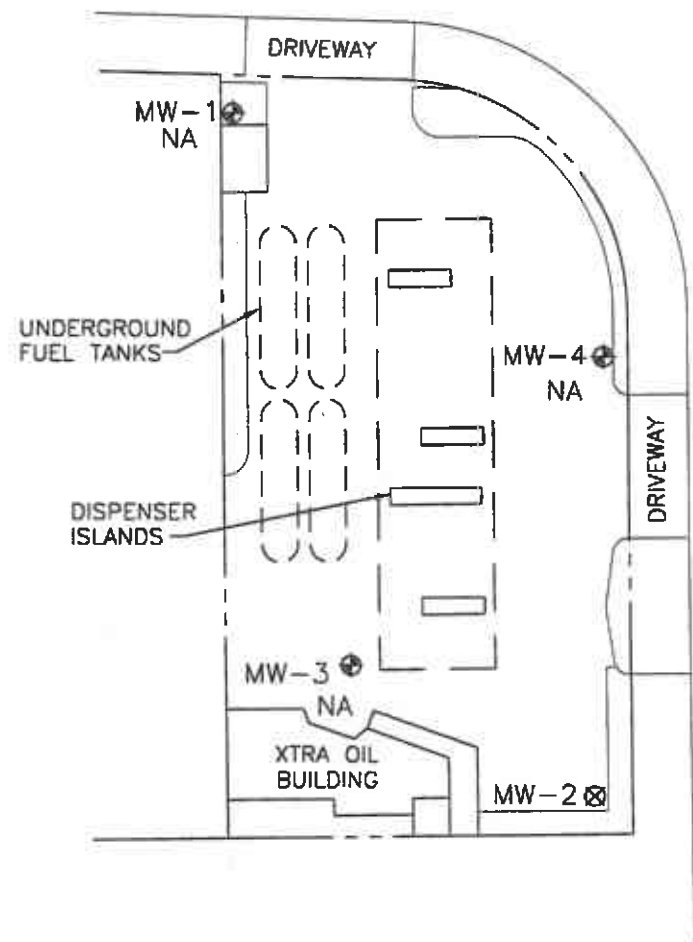 DRIVEWAY
MW-1
NA
UNDERGROUND
FUEL TANKS
MW-4
NA
DRIVEWAY
DISPENSER
ISLANDS
MW-3
NA
XTRA OIL
BUILDING
MW-2